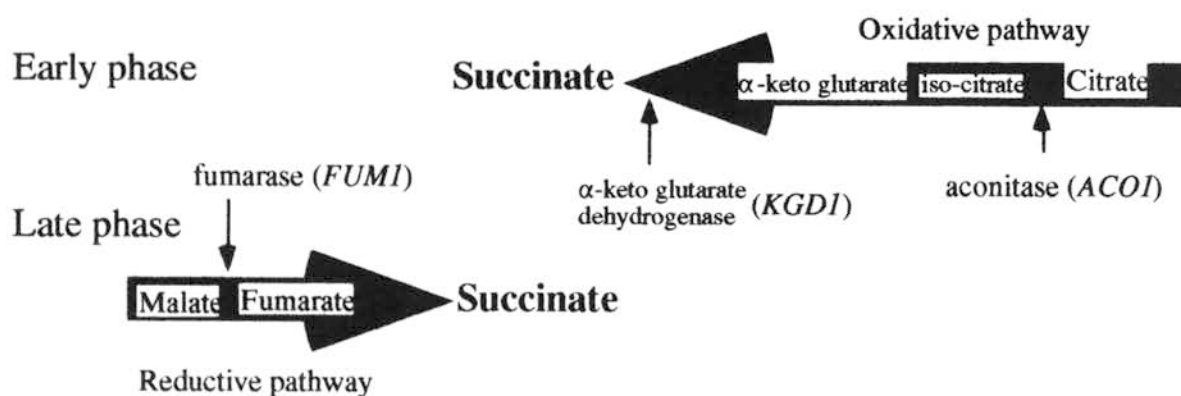 Oxidative pathway
Early phase
Succinate
α-keto glutarate
iso-citrate
Citrate
fumarase (FUM1)
α-keto glutarate
dehydrogenase (KGD1)
aconitase (ACO1)
Late phase
Malate
Fumarate
Succinate
Reductive pathway